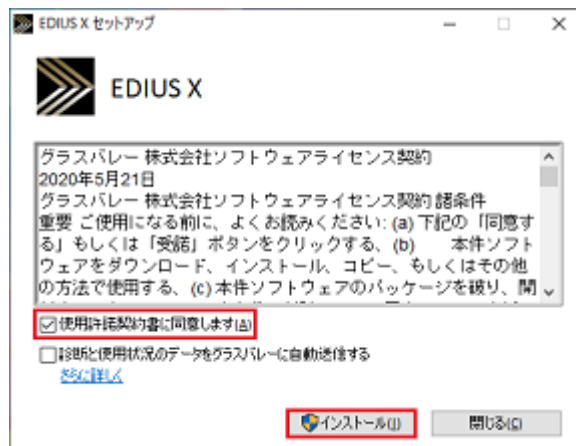 EDIUS X セットアップ
EDIUS X
グラスバレー 株式会社ソフトウェアライセンス契約
2020年5月21日
グラスバレー 株式会社ソフトウェアライセンス契約 諸条件
重要 ご使用になる前に、よくお読みください: (a) 下記の「同意す
る」もしくは「受諾」ボタンをクリックする、(b) 本件ソフト
ウェアをダウンロード、インストール、コピー、もしくはその他
の方法で使用する、(c) 本件ソフトウェアのパッケージを破り、開
使用許諾契約書に同意します(A)
診断と使用状況のデータをグラスバレーに自動送信する
さらに詳しく
インストール(I)
閉じる(C)